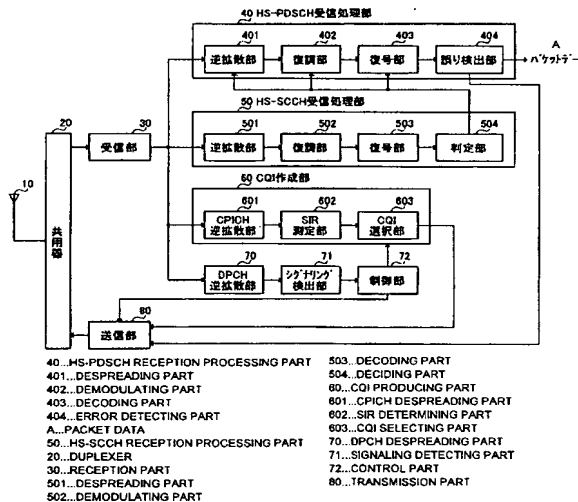 40 HS-PDSCH受信処理部
401
402
403
404
逆拡散部
復調部
復号部
誤り検出部
A
パケットデー
50 HS-SCCH受信処理部
20
30
501
502
503
504
受信部
逆拡散部
復調部
復号部
判定部
10
60 CQI作成部
601
602
603
共用器
CPICH
逆拡散部
SIR
測定部
CQI
選択部
70
71
72
DPCH
逆拡散部
シグナリング
検出部
制御部
80
送信部
40...HS-PDSCH RECEPTION PROCESSING PART
401...DESPREADING PART
402...DEMODULATING PART
403...DECODING PART
404...ERROR DETECTING PART
A...PACKET DATA
50...HS-SCCH RECEPTION PROCESSING PART
20...DUPLEXER
30...RECEPTION PART
501...DESPREADING PART
502...DEMODULATING PART
503...DECODING PART
504...DECIDING PART
60...CQI PRODUCING PART
601...CPICH DESPREADING PART
602...SIR DETERMINING PART
603...CQI SELECTING PART
70...DPCH DESPREADING PART
71...SIGNALING DETECTING PART
72...CONTROL PART
80...TRANSMISSION PART